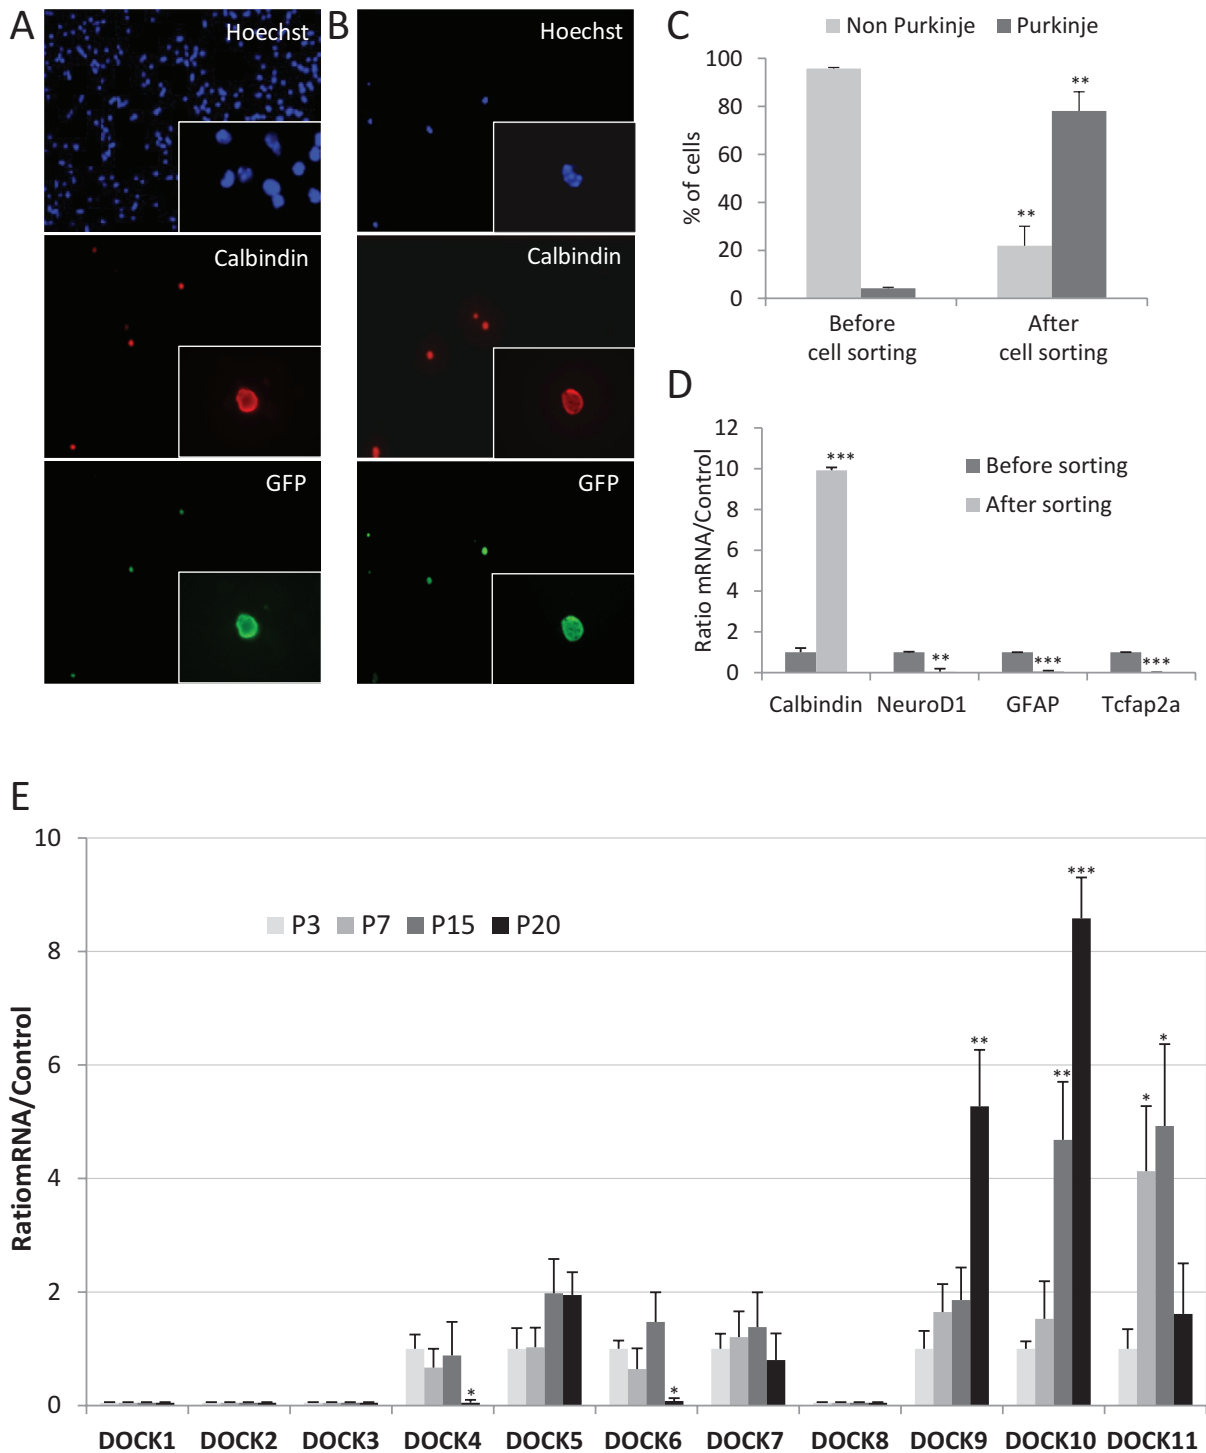 A
Hoechst
Calbindin
GFP
B
Hoechst
Calbindin
GFP
C
Non Purkinje Purkinje
% of cells
100
80
60
40
20
0
**
**
Before cell sorting
After cell sorting
D
Ratio mRNA/Control
12
10
8
6
4
2
0
Before sorting
After sorting
***
**
***
***
Calbindin NeuroD1 GFAP Tcfap2a
E
RatiomRNA/Control
10
8
6
4
2
0
P3 P7 P15 P20
*
*
**
**
***
*
*
DOCK1 DOCK2 DOCK3 DOCK4 DOCK5 DOCK6 DOCK7 DOCK8 DOCK9 DOCK10 DOCK11